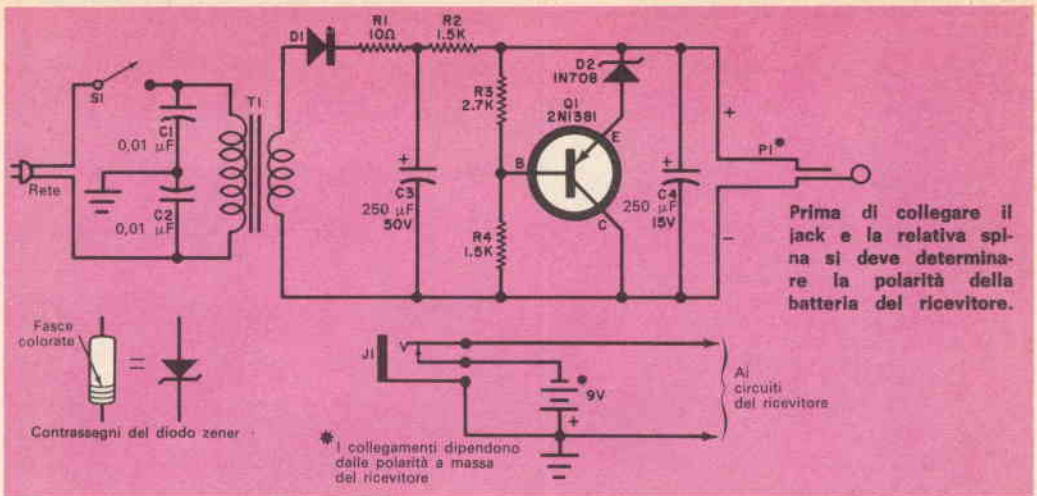 D1
R1
10Ω
R2
1.5K
S1
C1
0,01 µF
T1
Rete
C2
0,01 µF
+
C3
250 µF
50V
R3
2.7K
B
R4
1.5K
D2
1N708
Q1
2N1381
E
C
+
C4
250 µF
15V
+
P1*
−
Prima di collegare il
jack e la relativa spi-
na si deve determina-
re la polarità della
batteria del ricevitore.
Fasce
colorate
=
Contrassegni del diodo zener
J1
*
9V
+
Ai
circuiti
del ricevitore
* I collegamenti dipendono
dalle polarità a massa
del ricevitore